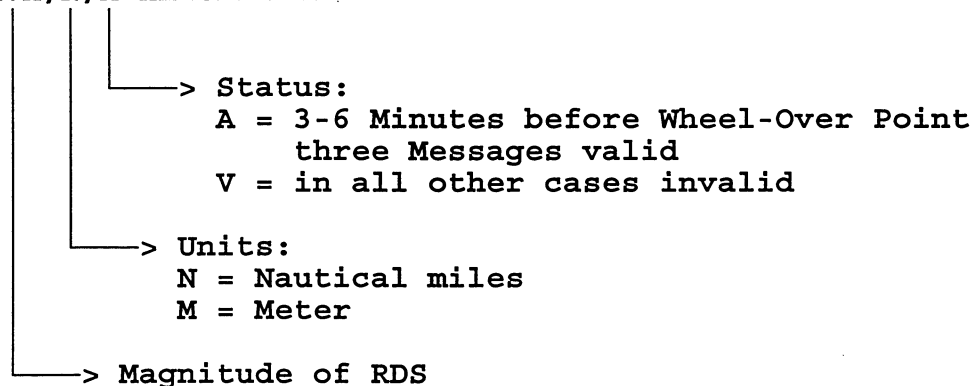 > Status:
A = 3-6 Minutes before Wheel-Over Point
three Messages valid
V = in all other cases invalid
> Units:
N = Nautical miles
M = Meter
> Magnitude of RDS